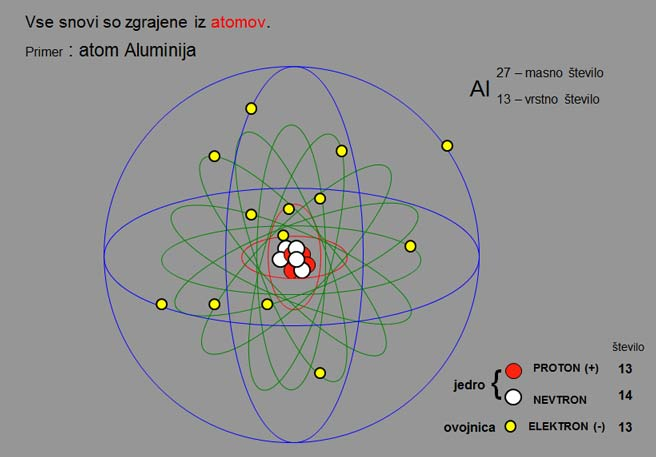 Vse snovi so zgrajene iz atomov.
Primer : atom Aluminija
Al
27 – masno število
13 – vrstno število
število
jedro { PROTON (+) 13
NEVTRON 14
ovojnica ELEKTRON (-) 13